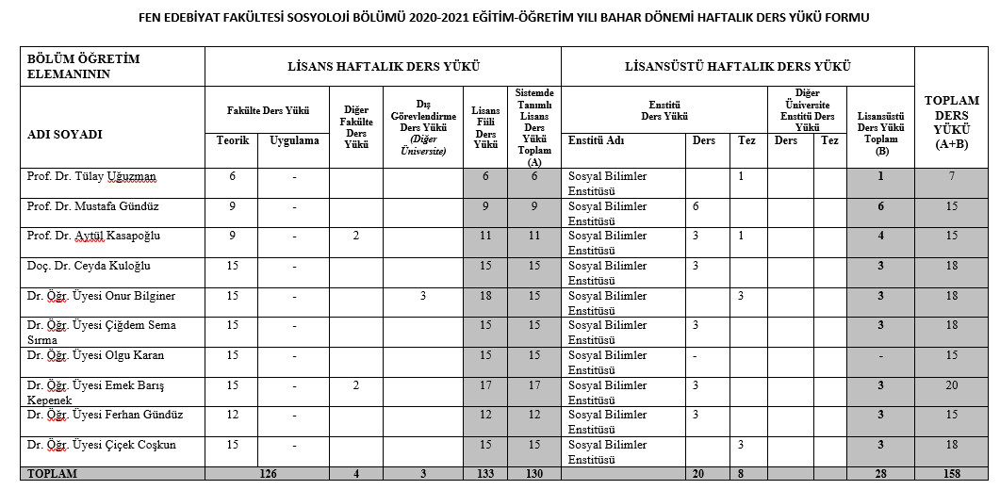 FEN EDEBİYAT FAKÜLTESİ SOSYOLOJİ BÖLÜMÜ 2020-2021 EĞİTİM-ÖĞRETİM YILI BAHAR DÖNEMİ HAFTALIK DERS YÜKÜ FORMU
BÖLÜM ÖĞRETİM
ELEMANININ
LİSANS HAFTALIK DERS YÜKÜ
LİSANSÜSTÜ HAFTALIK DERS YÜKÜ
TOPLAM
DERS
YÜKÜ
(A+B)
ADI SOYADI
Fakülte Ders Yükü
Teorik
Uygulama
Diğer
Fakülte
Ders
Yükü
Dış
Görevlendirme
Ders Yükü
(Diğer
Üniversite)
Lisans
Fiili
Ders
Yükü
Sistemde
Tanımlı
Lisans
Ders
Yükü
Toplam
(A)
Enstitü
Ders Yükü
Enstitü Adı
Ders
Tez
Diğer
Üniversite
Enstitü Ders
Yükü
Ders
Tez
Lisansüstü
Ders Yükü
Toplam
(B)
Prof. Dr. Tülay Uğuzman 6 - 6 6 Sosyal Bilimler 1 1 7
Enstitüsü
Prof. Dr. Mustafa Gündüz 9 - 9 9 Sosyal Bilimler 6 6 15
Enstitüsü
Prof. Dr. Aytül Kasapoğlu 9 - 2 11 11 Sosyal Bilimler 3 1 4 15
Enstitüsü
Doç. Dr. Ceyda Kuloğlu 15 - 15 15 Sosyal Bilimler 3 3 18
Enstitüsü
Dr. Öğr. Üyesi Onur Bilginer 15 - 3 18 15 Sosyal Bilimler 3 3 18
Enstitüsü
Dr. Öğr. Üyesi Çiğdem Sema 15 - 15 15 Sosyal Bilimler 3 3 18
Sırma Enstitüsü
Dr. Öğr. Üyesi Olgu Karan 15 - 15 15 Sosyal Bilimler - - 15
Enstitüsü
Dr. Öğr. Üyesi Emek Barış 15 - 2 17 17 Sosyal Bilimler 3 3 20
Kepenek Enstitüsü
Dr. Öğr. Üyesi Ferhan Gündüz 12 - 12 12 Sosyal Bilimler 3 3 15
Enstitüsü
Dr. Öğr. Üyesi Çiçek Coşkun 15 - 15 15 Sosyal Bilimler 3 3 18
Enstitüsü
TOPLAM 126 4 3 133 130 20 8 28 158